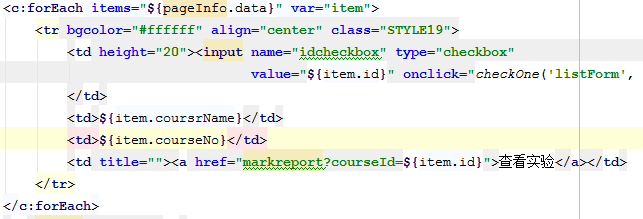 <c:forEach items="${pageInfo.data}" var="item">
<tr bgcolor="#ffffff" align="center" class="STYLE19">
<td height="20"><input name="idcheckbox" type="checkbox"
value="${item.id}" onclick="checkOne('listForm',
</td>
<td>${item.coursrName}</td>
<td>${item.courseNo}</td>
<td title=""><a href="markreport?courseId=${item.id}">查看实验</a></td>
</tr>
</c:forEach>